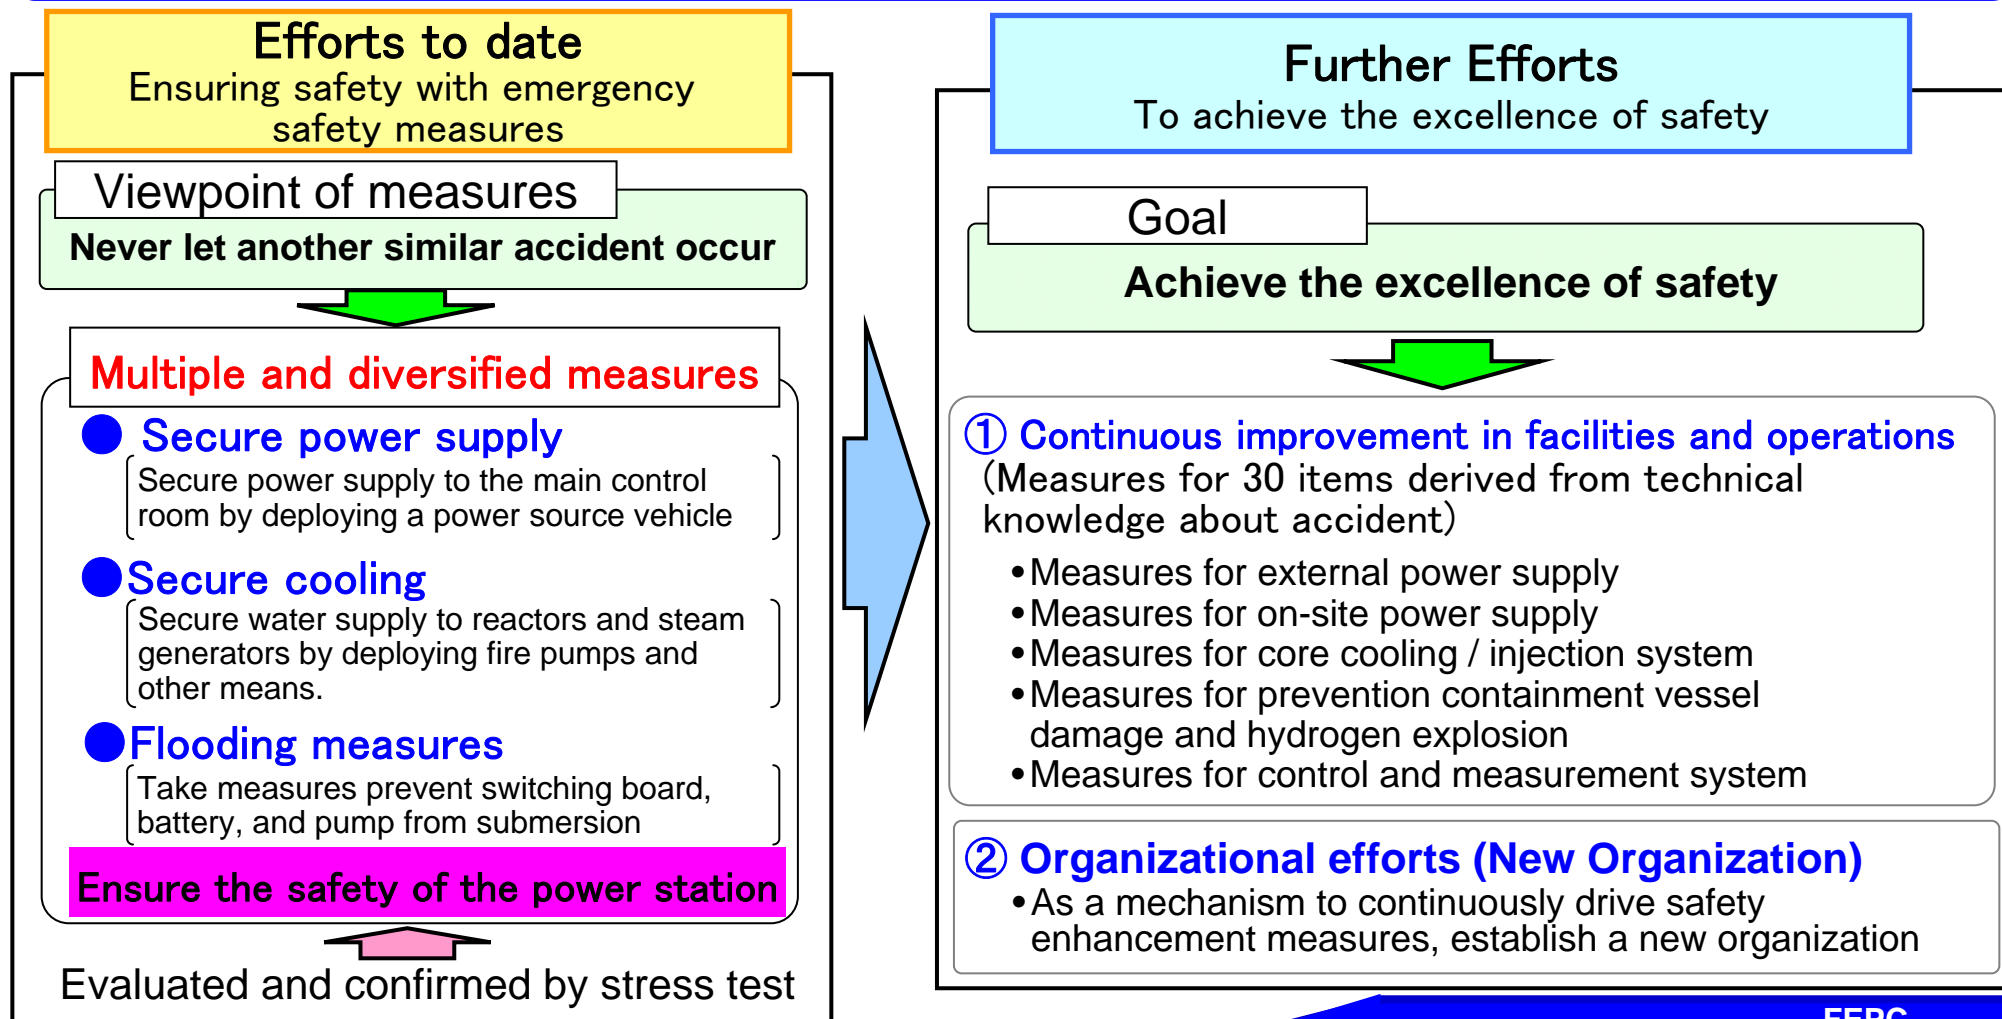 Efforts to date
Ensuring safety with emergency
safety measures
Viewpoint of measures
Never let another similar accident occur
Multiple and diversified measures
● Secure power supply
Secure power supply to the main control
room by deploying a power source vehicle
●Secure cooling
Secure water supply to reactors and steam
generators by deploying fire pumps and
other means.
●Flooding measures
Take measures prevent switching board,
battery, and pump from submersion
Ensure the safety of the power station
Evaluated and confirmed by stress test
Further Efforts
To achieve the excellence of safety
Goal
Achieve the excellence of safety
① Continuous improvement in facilities and operations
(Measures for 30 items derived from technical
knowledge about accident)
•Measures for external power supply
•Measures for on-site power supply
•Measures for core cooling / injection system
•Measures for prevention containment vessel
damage and hydrogen explosion
•Measures for control and measurement system
② Organizational efforts (New Organization)
•As a mechanism to continuously drive safety
enhancement measures, establish a new organization